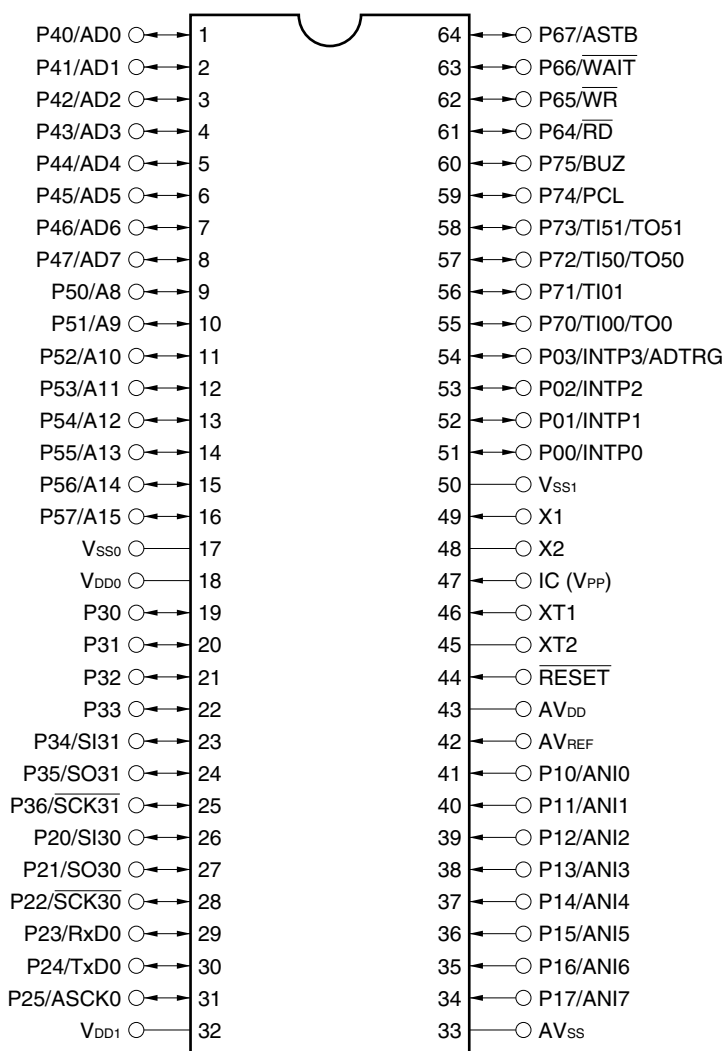 P40/AD0 1 64 P67/ASTB
P41/AD1 2 63 P66/WAIT
P42/AD2 3 62 P65/WR
P43/AD3 4 61 P64/RD
P44/AD4 5 60 P75/BUZ
P45/AD5 6 59 P74/PCL
P46/AD6 7 58 P73/TI51/TO51
P47/AD7 8 57 P72/TI50/TO50
P50/A8 9 56 P71/TI01
P51/A9 10 55 P70/TI00/TO0
P52/A10 11 54 P03/INTP3/ADTRG
P53/A11 12 53 P02/INTP2
P54/A12 13 52 P01/INTP1
P55/A13 14 51 P00/INTP0
P56/A14 15 50 VSS1
P57/A15 16 49 X1
VSS0 17 48 X2
VDD0 18 47 IC (VPP)
P30 19 46 XT1
P31 20 45 XT2
P32 21 44 RESET
P33 22 43 AVDD
P34/SI31 23 42 AVREF
P35/SO31 24 41 P10/ANI0
P36/SCK31 25 40 P11/ANI1
P20/SI30 26 39 P12/ANI2
P21/SO30 27 38 P13/ANI3
P22/SCK30 28 37 P14/ANI4
P23/RxD0 29 36 P15/ANI5
P24/TxD0 30 35 P16/ANI6
P25/ASCK0 31 34 P17/ANI7
VDD1 32 33 AVSS